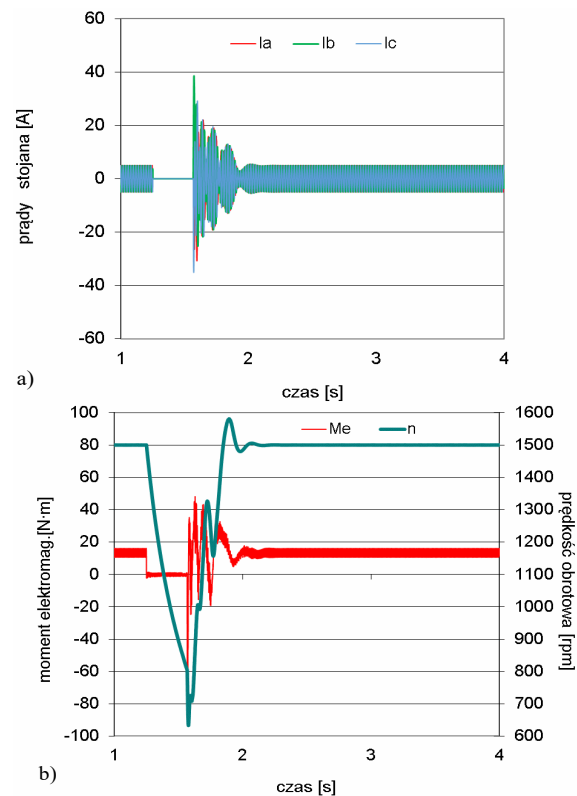 60
40
20
0
-20
-40
-60
prądy stojana [A]
Ia Ib Ic
1 2 3 4
czas [s]
a)
100
80
60
40
20
0
-20
-40
-60
-80
-100
moment elektromag.[N·m]
Me n
1600
1500
1400
1300
1200
1100
1000
900
800
700
600
prędkość obrotowa
[rpm]
1 2 3 4
czas [s]
b)